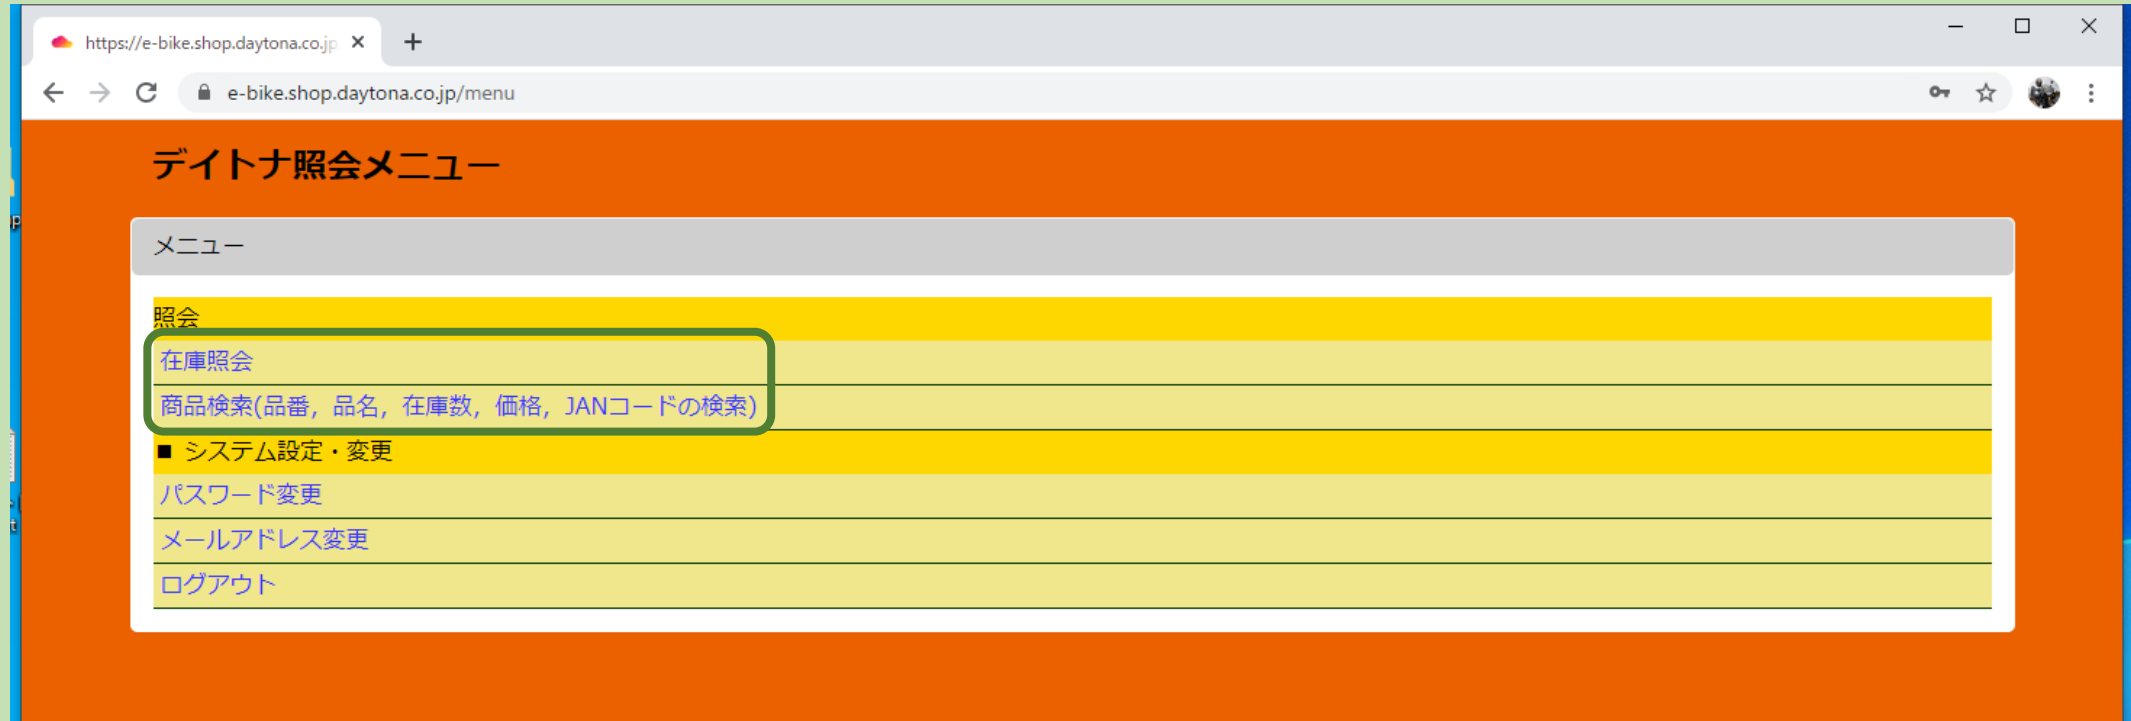 https://e-bike.shop.daytona.co.jp
e-bike.shop.daytona.co.jp/menu
デイトナ照会メニュー
メニュー
照会
在庫照会
商品検索(品番，品名，在庫数，価格，JANコードの検索)
■ システム設定・変更
パスワード変更
メールアドレス変更
ログアウト